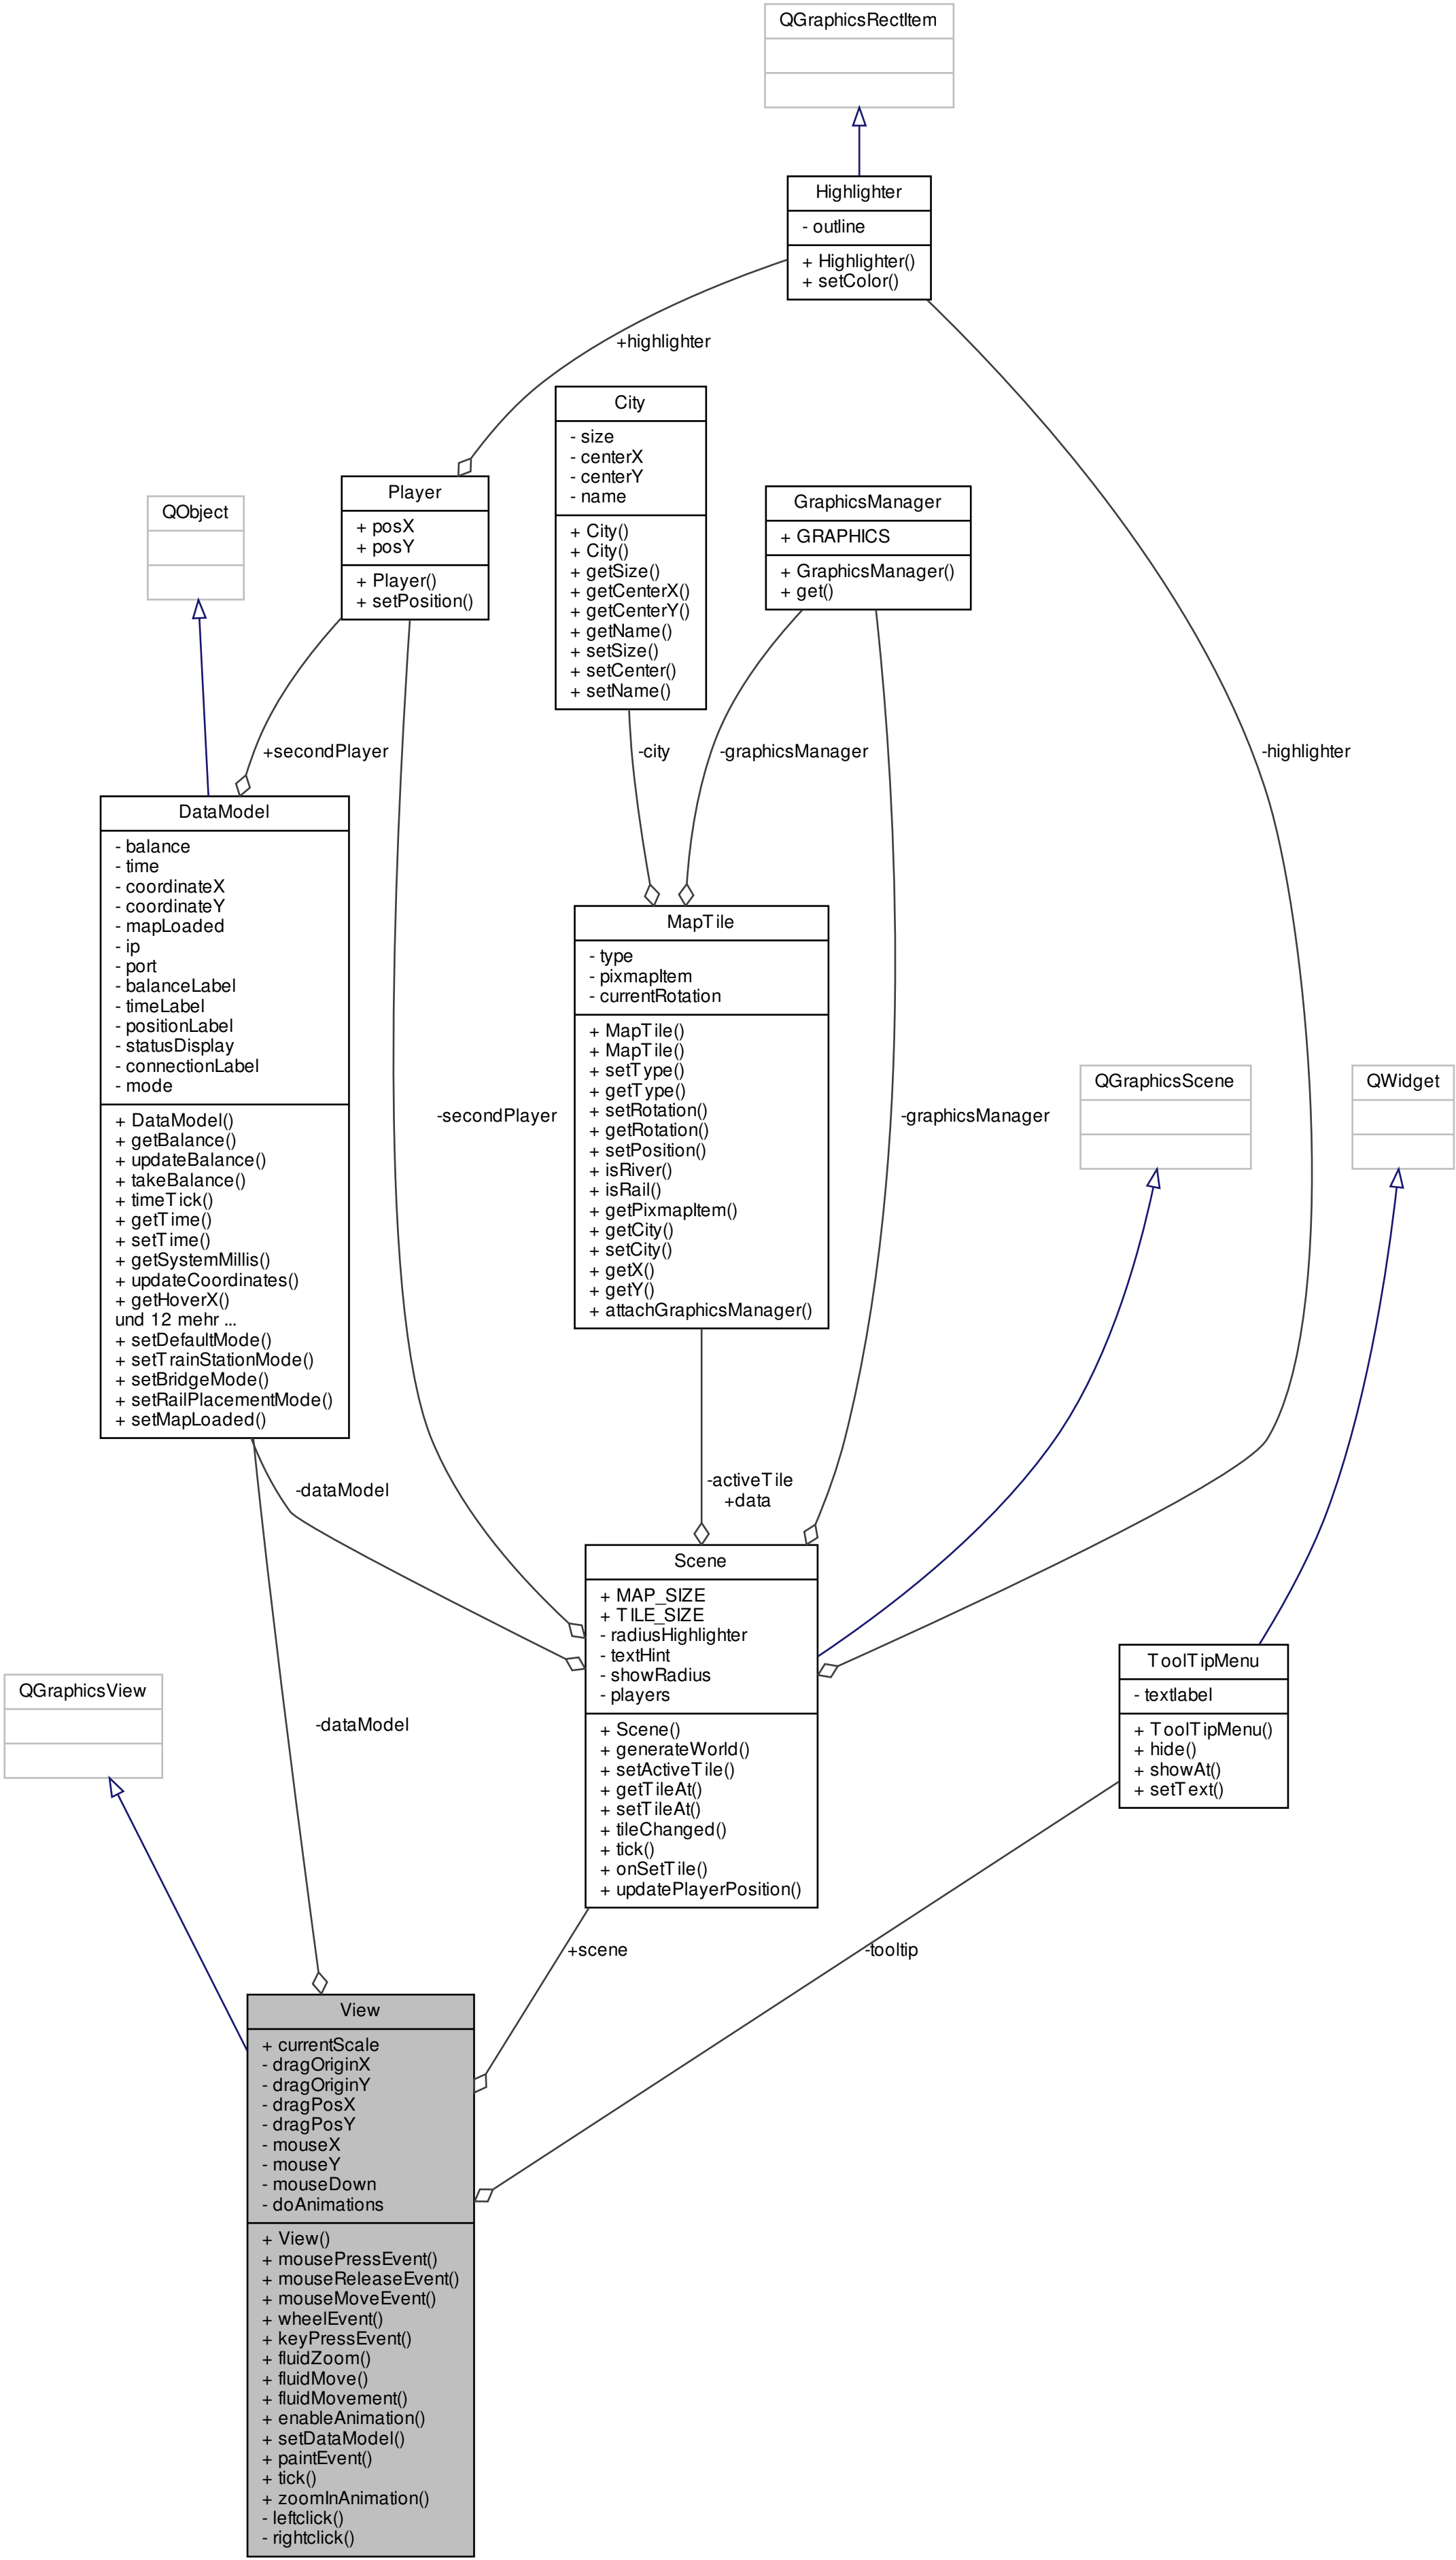 QGraphicsRectItem
Highlighter
- outline
+ Highlighter()
+ setColor()
+highlighter
City
- size
- centerX
- centerY
- name
+ City()
+ City()
+ getSize()
+ getCenterX()
+ getCenterY()
+ getName()
+ setSize()
+ setCenter()
+ setName()
Player
+ posX
+ posY
+ Player()
+ setPosition()
GraphicsManager
+ GRAPHICS
+ GraphicsManager()
+ get()
QObject
+secondPlayer
-city
-graphicsManager
-highlighter
DataModel
- balance
- time
- coordinateX
- coordinateY
- mapLoaded
- ip
- port
- balanceLabel
- timeLabel
- positionLabel
- statusDisplay
- connectionLabel
- mode
+ DataModel()
+ getBalance()
+ updateBalance()
+ takeBalance()
+ timeTick()
+ getTime()
+ setTime()
+ getSystemMillis()
+ updateCoordinates()
+ getHoverX()
und 12 mehr ...
+ setDefaultMode()
+ setTrainStationMode()
+ setBridgeMode()
+ setRailPlacementMode()
+ setMapLoaded()
MapTile
- type
- pixmapItem
- currentRotation
+ MapTile()
+ MapTile()
+ setType()
+ getType()
+ setRotation()
+ getRotation()
+ setPosition()
+ isRiver()
+ isRail()
+ getPixmapItem()
+ getCity()
+ setCity()
+ getX()
+ getY()
+ attachGraphicsManager()
-secondPlayer
-graphicsManager
QGraphicsScene
QWidget
-dataModel
-activeTile
+data
Scene
+ MAP_SIZE
+ TILE_SIZE
- radiusHighlighter
- textHint
- showRadius
- players
+ Scene()
+ generateWorld()
+ setActiveTile()
+ getTileAt()
+ setTileAt()
+ tileChanged()
+ tick()
+ onSetTile()
+ updatePlayerPosition()
ToolTipMenu
- textlabel
+ ToolTipMenu()
+ hide()
+ showAt()
+ setText()
QGraphicsView
-dataModel
+scene
-tooltip
View
+ currentScale
- dragOriginX
- dragOriginY
- dragPosX
- dragPosY
- mouseX
- mouseY
- mouseDown
- doAnimations
+ View()
+ mousePressEvent()
+ mouseReleaseEvent()
+ mouseMoveEvent()
+ wheelEvent()
+ keyPressEvent()
+ fluidZoom()
+ fluidMove()
+ fluidMovement()
+ enableAnimation()
+ setDataModel()
+ paintEvent()
+ tick()
+ zoomInAnimation()
- leftclick()
- rightclick()